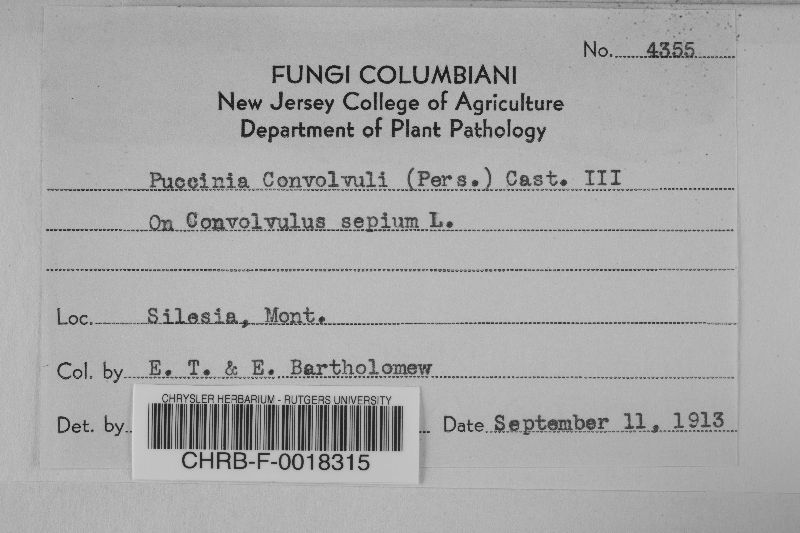 No. 4355
FUNGI COLUMBIANI
New Jersey College of Agriculture
Department of Plant Pathology
Puccinia Convolvuli (Pers.) Cast. III
On Convolvulus sepium L.
Loc. Silesia, Mont.
Col. by E. T. & E. Bartholomew
Det. by
Date September 11, 1913
CHRYSLER HERBARIUM - RUTGERS UNIVERSITY
CHRB-F-0018315